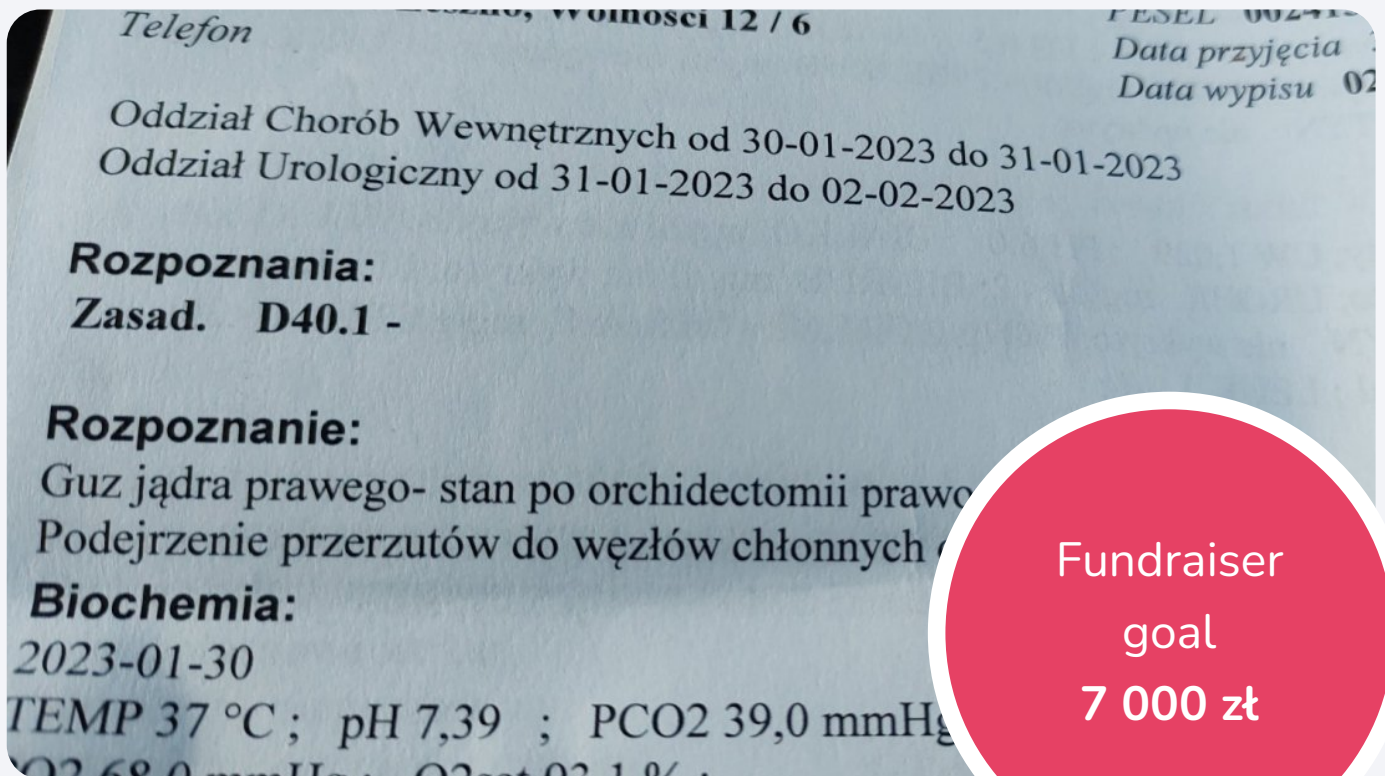 Wolności 12 / 6
PESEL
Telefon
Data przyjęcia
Data wypisu 02
Oddział Chorób Wewnętrznych od 30-01-2023 do 31-01-2023
Oddział Urologiczny od 31-01-2023 do 02-02-2023
Rozpoznania:
Zasad. D40.1 -
Rozpoznanie:
Guz jądra prawego- stan po orchidectomii prawo
Podejrzenie przerzutów do węzłów chłonnych
Biochemia:
2023-01-30
TEMP 37 °C ; pH 7,39 ; PCO2 39,0 mmHg
Fundraiser
goal
7 000 zł